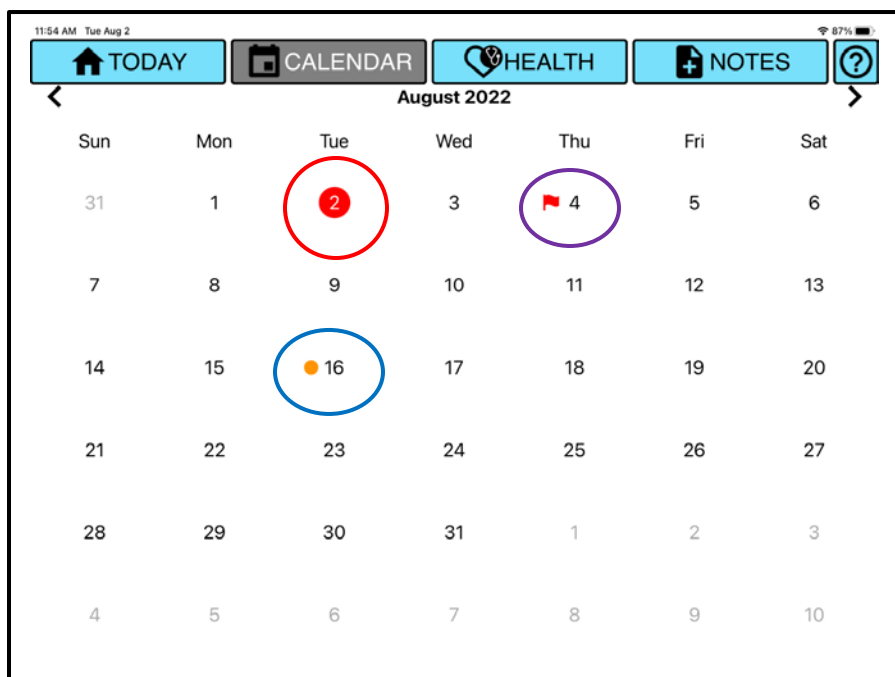 11:54 AM Tue Aug 2 87%
TODAY CALENDAR HEALTH NOTES ?
August 2022
Sun Mon Tue Wed Thu Fri Sat
31 1 2 3 4 5 6
7 8 9 10 11 12 13
14 15 16 17 18 19 20
21 22 23 24 25 26 27
28 29 30 31 1 2 3
4 5 6 7 8 9 10